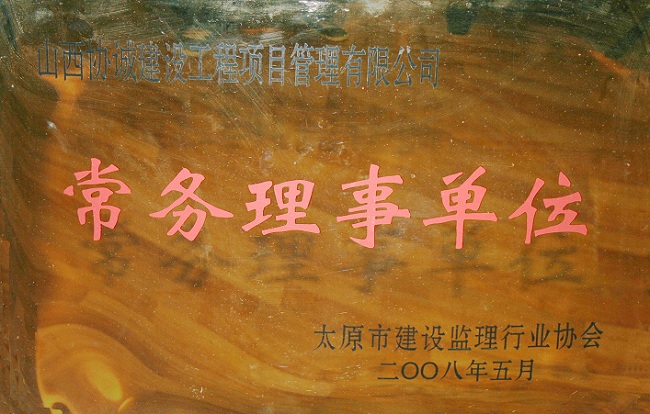 山西协诚建设工程项目管理有限公司
常务理事单位
太原市建设监理行业协会
二〇〇八年五月